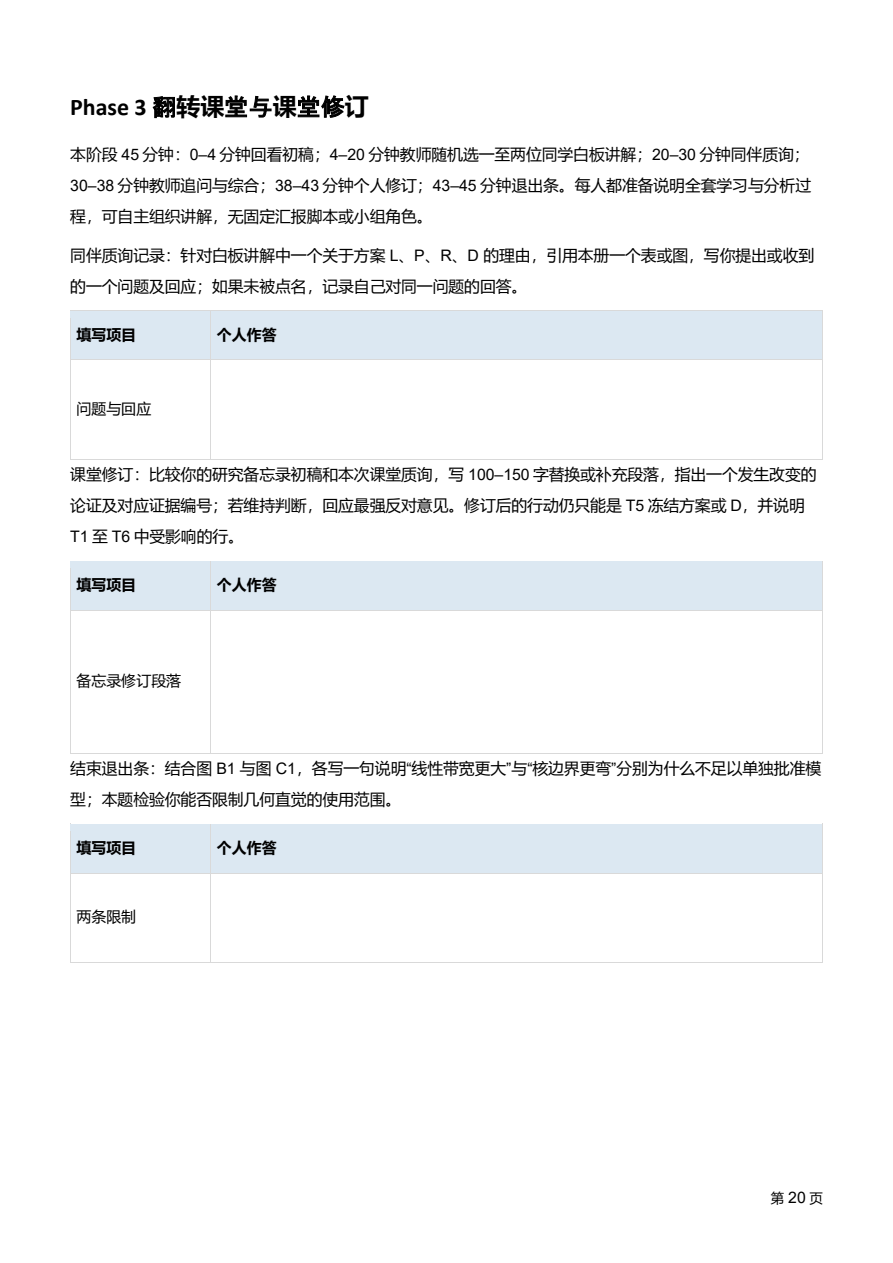 Phase 3 翻转课堂与课堂修订
本阶段 45 分钟：0–4 分钟回看初稿；4–20 分钟教师随机选一至两位同学白板讲解；20–30 分钟同伴质询；
30–38 分钟教师追问与综合；38–43 分钟个人修订；43–45 分钟退出条。每人都准备说明全套学习与分析过
程，可自主组织讲解，无固定汇报脚本或小组角色。
同伴质询记录：针对白板讲解中一个关于方案 L、P、R、D 的理由，引用本册一个表或图，写你提出或收到
的一个问题及回应；如果未被点名，记录自己对同一问题的回答。
填写项目 个人作答
问题与回应
课堂修订：比较你的研究备忘录初稿和本次课堂质询，写 100–150 字替换或补充段落，指出一个发生改变的
论证及对应证据编号；若维持判断，回应最强反对意见。修订后的行动仍只能是 T5 冻结方案或 D，并说明
T1 至 T6 中受影响的行。
填写项目 个人作答
备忘录修订段落
结束退出条：结合图 B1 与图 C1，各写一句说明“线性带宽更大”与“核边界更弯”分别为什么不足以单独批准模
型；本题检验你能否限制几何直觉的使用范围。
填写项目 个人作答
两条限制
第 20 页